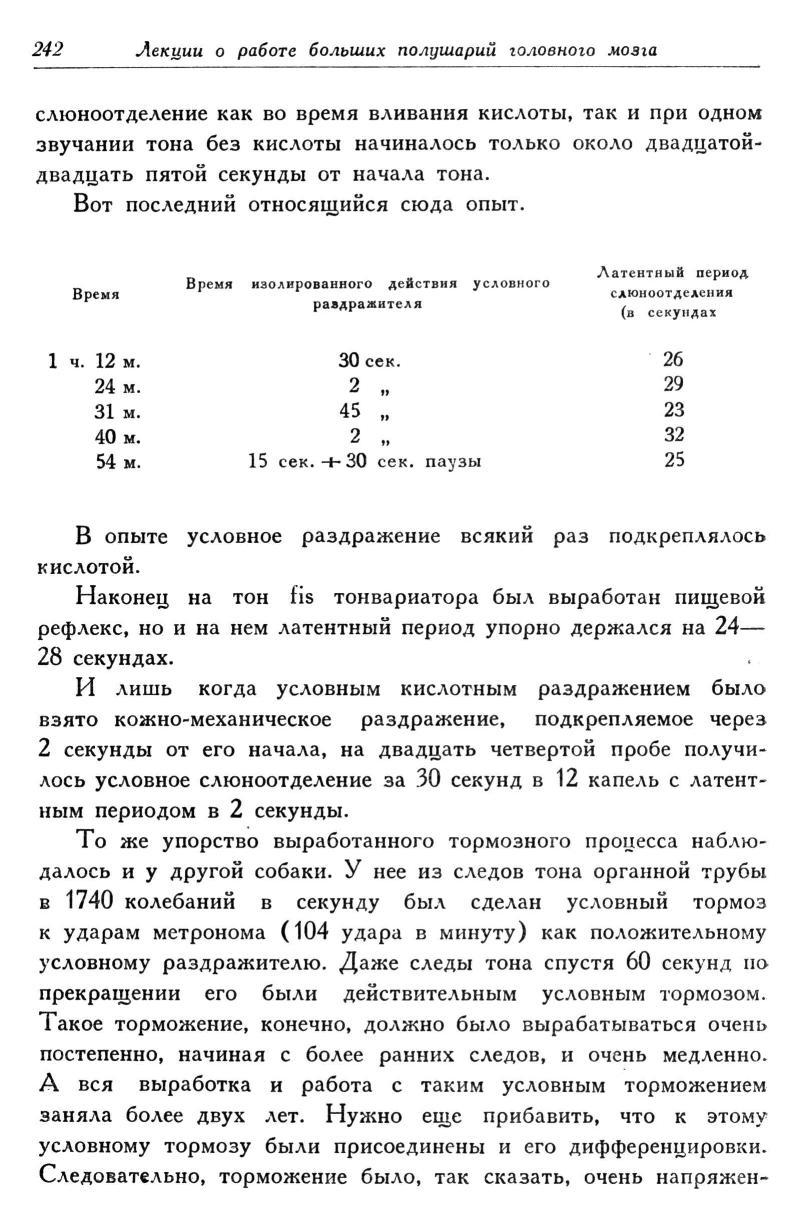 242 Лекции о работе больших полушарий головного мозга
слюноотделение как во время вливания кислоты, так и при одном
звучании тона без кислоты начиналось только около двадцатой-
двадцать пятой секунды от начала тона.
Вот последний относящийся сюда опыт.
Время
Время изолированного действия условного
раздражителя
Латентный период
слюноотделения
(в секундах
1 ч. 12 м. 30 сек. 26
24 м. 2 „ 29
31 м. 45 „ 23
40 м. 2 „ 32
54 м. 15 сек. + 30 сек. паузы 25
В опыте условное раздражение всякий раз подкреплялось
кислотой.
Наконец на тон fis тонвариатора был выработан пищевой
рефлекс, но и на нем латентный период упорно держался на 24—
28 секундах.
И лишь когда условным кислотным раздражением было
взято кожно-механическое раздражение, подкрепляемое через
2 секунды от его начала, на двадцать четвертой пробе получи-
лось условное слюноотделение за 30 секунд в 12 капель с латент-
ным периодом в 2 секунды.
То же упорство выработанного тормозного процесса наблю-
далось и у другой собаки. У нее из следов тона органной трубы
в 1740 колебаний в секунду был сделан условный тормоз
к ударам метронома (104 удара в минуту) как положительному
условному раздражителю. Даже следы тона спустя 60 секунд по
прекращении его были действительным условным тормозом.
Такое торможение, конечно, должно было вырабатываться очень
постепенно, начиная с более ранних следов, и очень медленно.
А вся выработка и работа с таким условным торможением
заняла более двух лет. Нужно еще прибавить, что к этому
условному тормозу были присоединены и его дифференцировки.
Следовательно, торможение было, так сказать, очень напряжен-